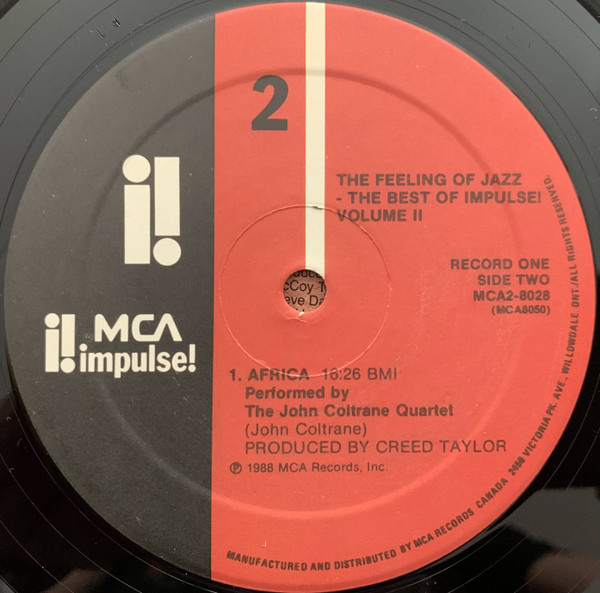 2
THE FEELING OF JAZZ
- THE BEST OF IMPULSE!
VOLUME II
RECORD ONE
SIDE TWO
MCA2-8028
(MCA8050)
i!
i! MCA
impulse!
1. AFRICA 16:26 BMI
Performed by
The John Coltrane Quartet
(John Coltrane)
PRODUCED BY CREED TAYLOR
℗ 1988 MCA Records, Inc.
MANUFACTURED AND DISTRIBUTED BY MCA RECORDS CANADA 2450 VICTORIA PK. AVE. WILLOWDALE ONT./ALL RIGHTS RESERVED.